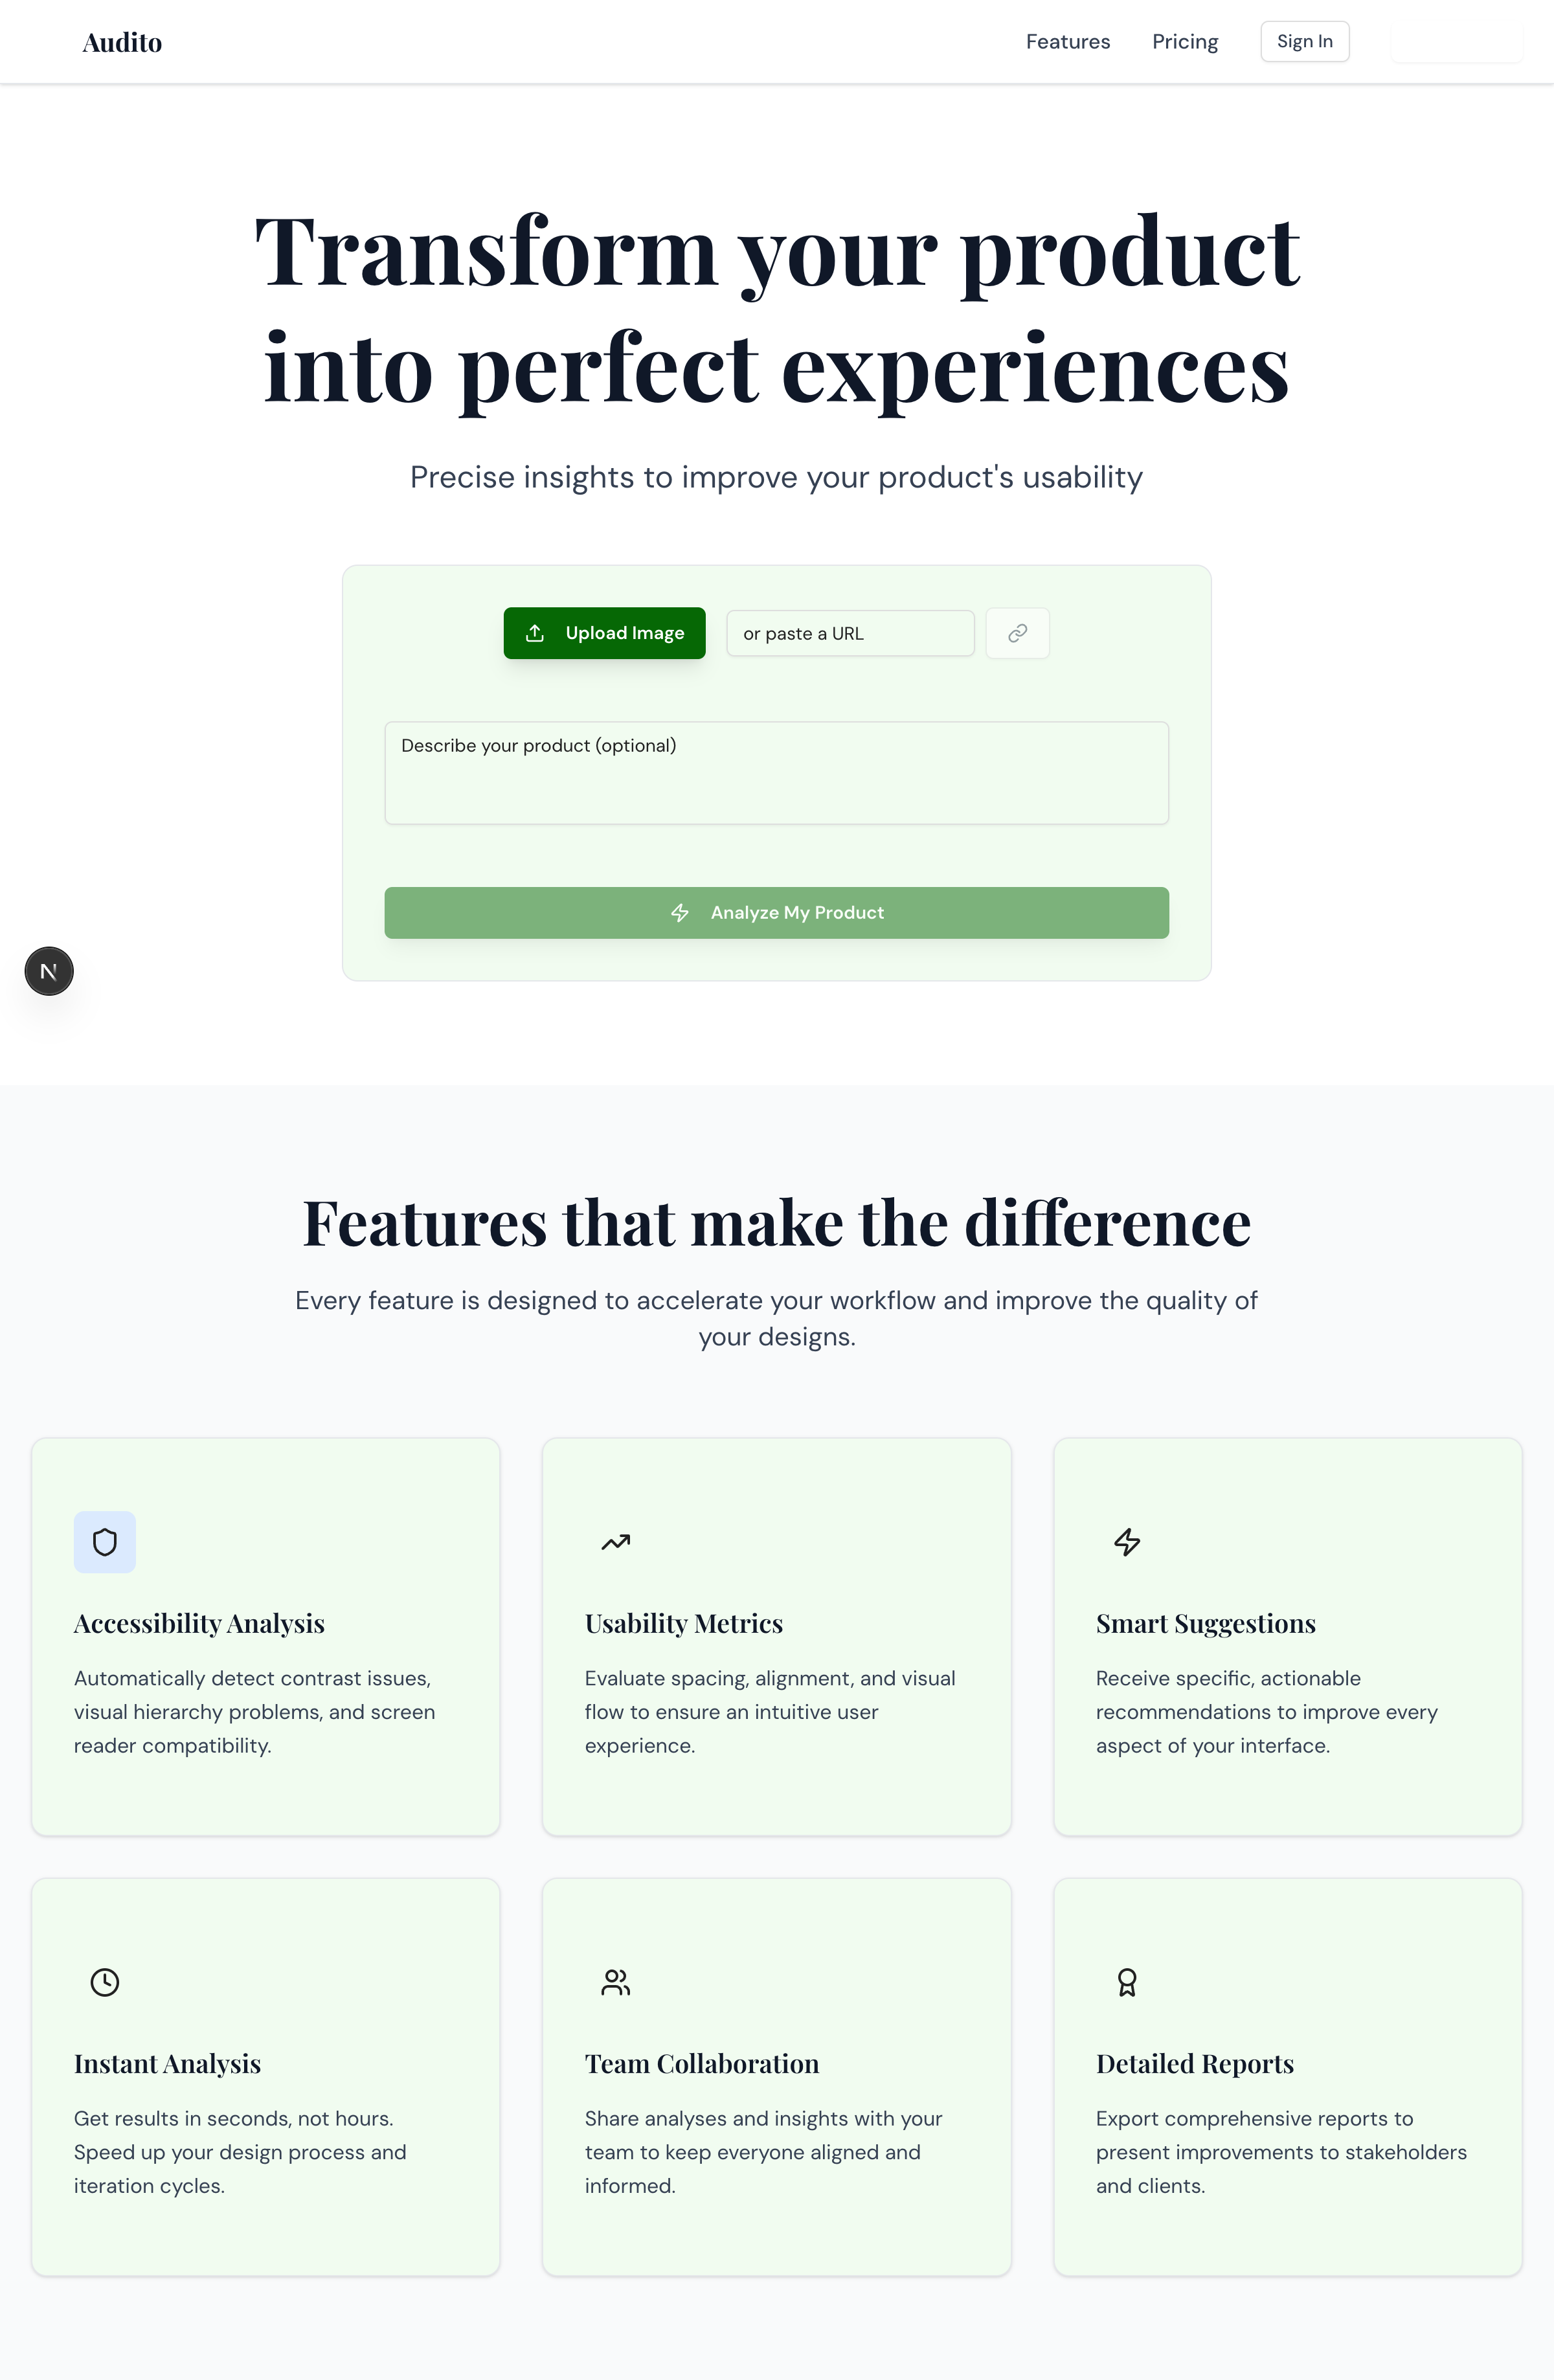 Audito
Features
Pricing
Sign In
Transform your product
into perfect experiences
Precise insights to improve your product's usability
Upload Image
or paste a URL
Describe your product (optional)
Analyze My Product
N
Features that make the difference
Every feature is designed to accelerate your workflow and improve the quality of
your designs.
Accessibility Analysis
Automatically detect contrast issues,
visual hierarchy problems, and screen
reader compatibility.
Usability Metrics
Evaluate spacing, alignment, and visual
flow to ensure an intuitive user
experience.
Smart Suggestions
Receive specific, actionable
recommendations to improve every
aspect of your interface.
Instant Analysis
Get results in seconds, not hours.
Speed up your design process and
iteration cycles.
Team Collaboration
Share analyses and insights with your
team to keep everyone aligned and
informed.
Detailed Reports
Export comprehensive reports to
present improvements to stakeholders
and clients.